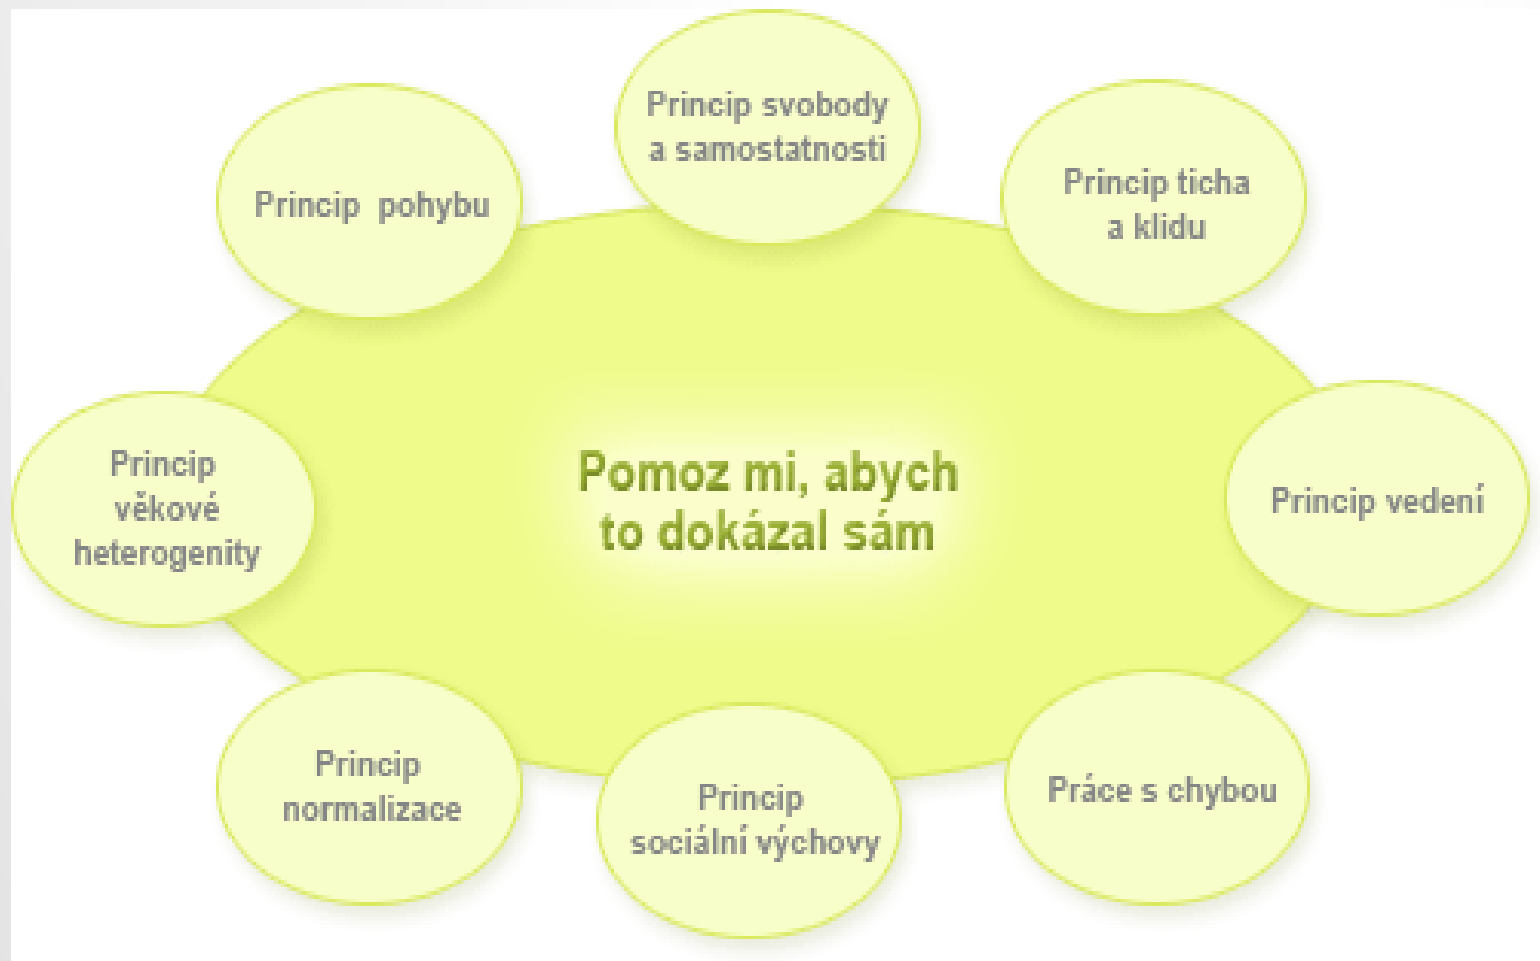 Princip svobody
a samostatnosti
Princip pohybu
Princip ticha
a klidu
Princip
věkové
heterogenity
Pomoz mi, abych
to dokázal sám
Princip vedení
Princip
normalizace
Princip
sociální výchovy
Práce s chybou